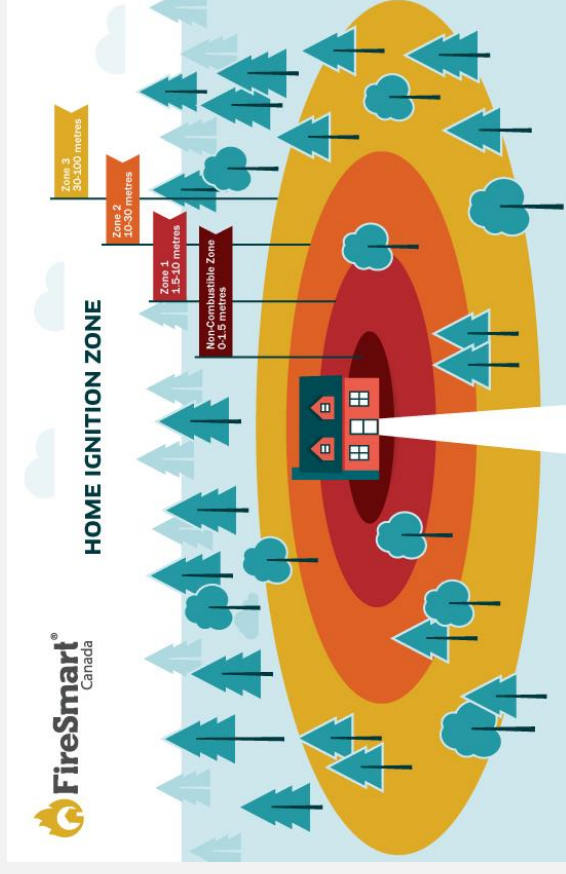 FireSmart®
Canada
HOME IGNITION ZONE
Non-Combustible Zone
0-1.5 metres
Zone 1
1.5-10 metres
Zone 2
10-30 metres
Zone 3
30-100 metres